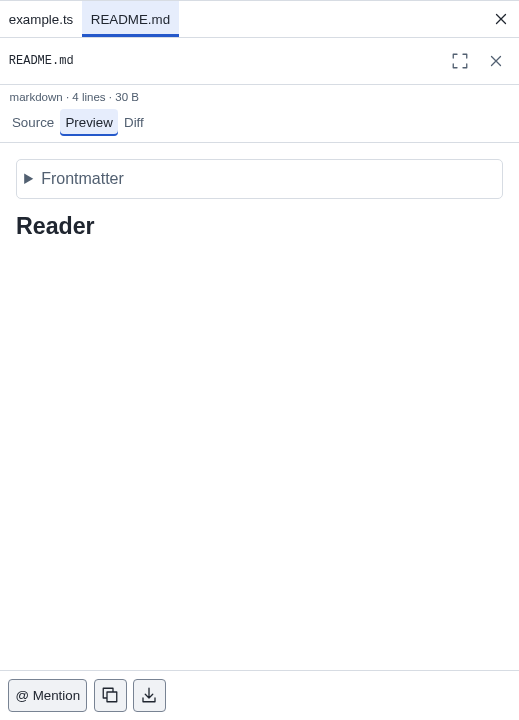 example.ts README.md
README.md
markdown · 4 lines · 30 B
Source Preview Diff
Frontmatter
Reader
@ Mention